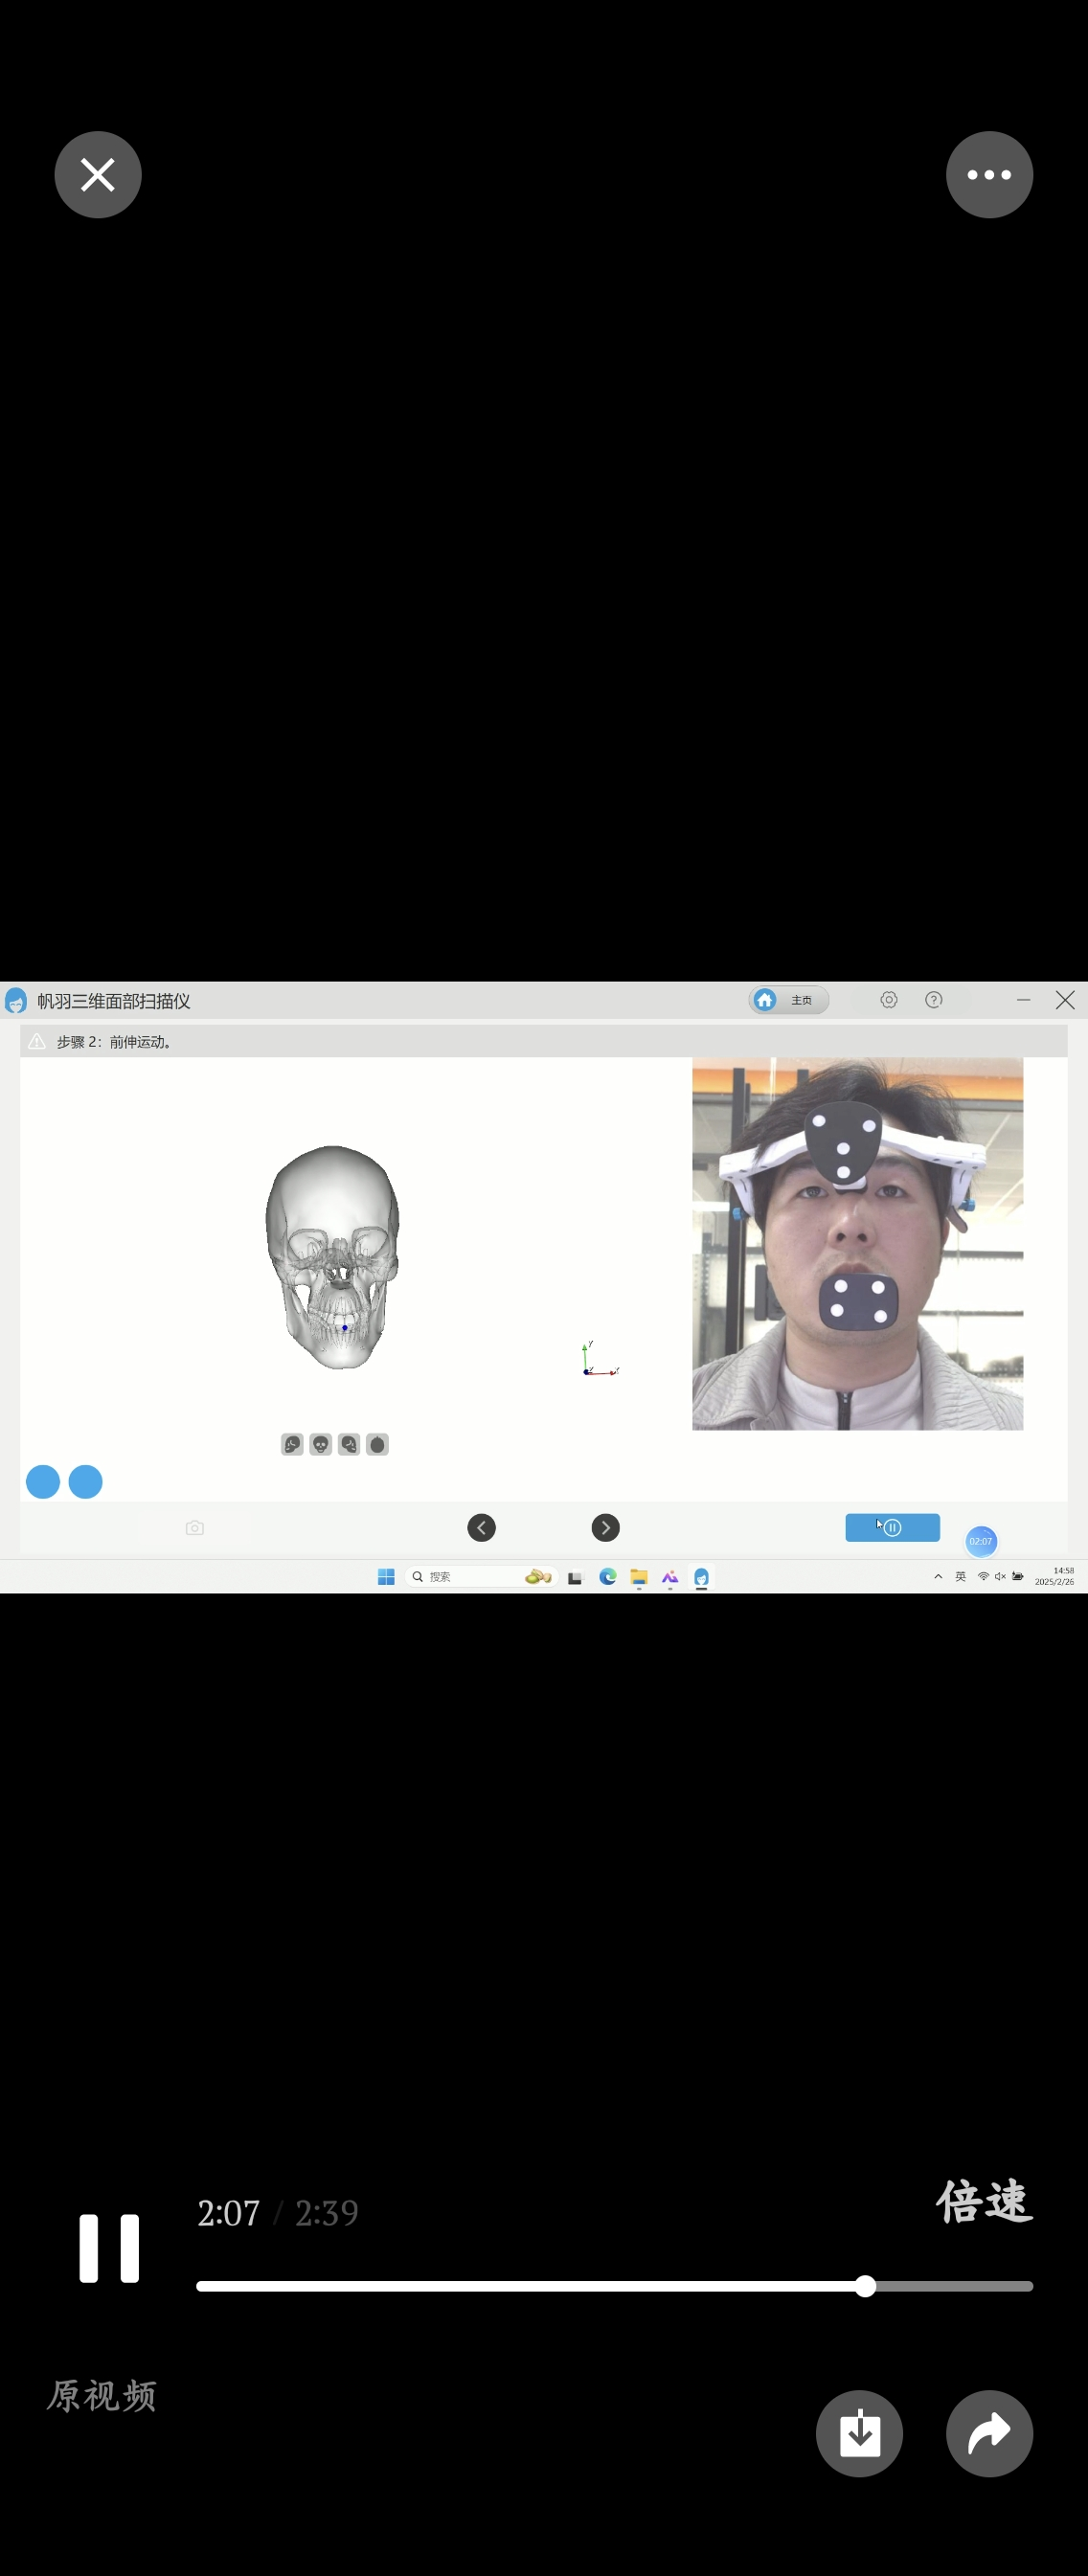 帆羽三维面部扫描仪
主页
步骤 2：前伸运动。
y
02:07
搜索
英
14:58
2025/2/26
2:07 / 2:39
倍速
原视频